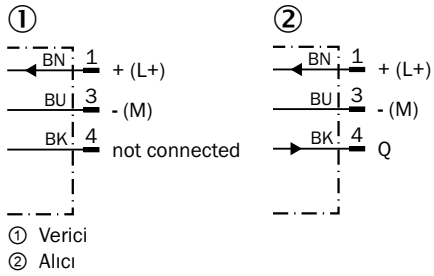 ① ②
BN 1 + (L+) BN 1 + (L+)
BU 3 - (M) BU 3 - (M)
BK 4 not connected BK 4 Q
① Verici
② Alıcı